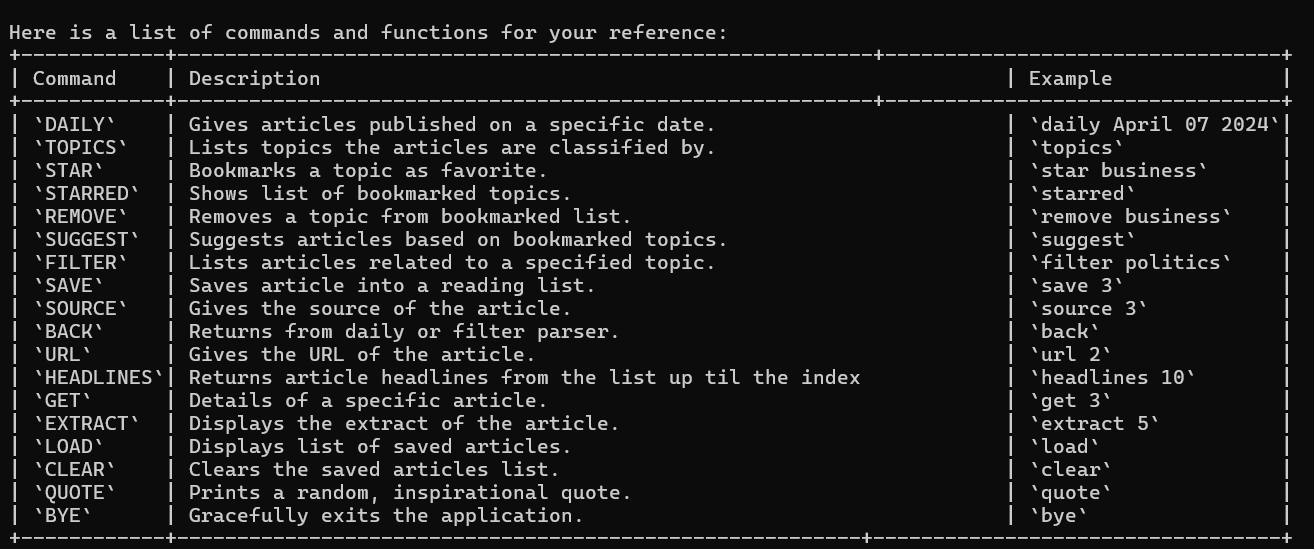 Here is a list of commands and functions for your reference:
+------------+----------------------------------------------------------+---------------------------------+
| Command    | Description                                                         | Example              |
+------------+----------------------------------------------------------+---------------------------------+
| `DAILY`    | Gives articles published on a specific date.                        | `daily April 07 2024`|
| `TOPICS`   | Lists topics the articles are classified by.                        | `topics`             |
| `STAR`     | Bookmarks a topic as favorite.                                      | `star business`      |
| `STARRED`  | Shows list of bookmarked topics.                                    | `starred`            |
| `REMOVE`   | Removes a topic from bookmarked list.                               | `remove business`    |
| `SUGGEST`  | Suggests articles based on bookmarked topics.                       | `suggest`            |
| `FILTER`   | Lists articles related to a specified topic.                        | `filter politics`    |
| `SAVE`     | Saves article into a reading list.                                  | `save 3`             |
| `SOURCE`   | Gives the source of the article.                                    | `source 3`           |
| `BACK`     | Returns from daily or filter parser.                                | `back`               |
| `URL`      | Gives the URL of the article.                                       | `url 2`              |
| `HEADLINES`| Returns article headlines from the list up til the index            | `headlines 10`       |
| `GET`      | Details of a specific article.                                      | `get 3`              |
| `EXTRACT`  | Displays the extract of the article.                                | `extract 5`          |
| `LOAD`     | Displays list of saved articles.                                    | `load`               |
| `CLEAR`    | Clears the saved articles list.                                     | `clear`              |
| `QUOTE`    | Prints a random, inspirational quote.                               | `quote`              |
| `BYE`      | Gracefully exits the application.                                   | `bye`                |
+------------+---------------------------------------------------------+----------------------------------+